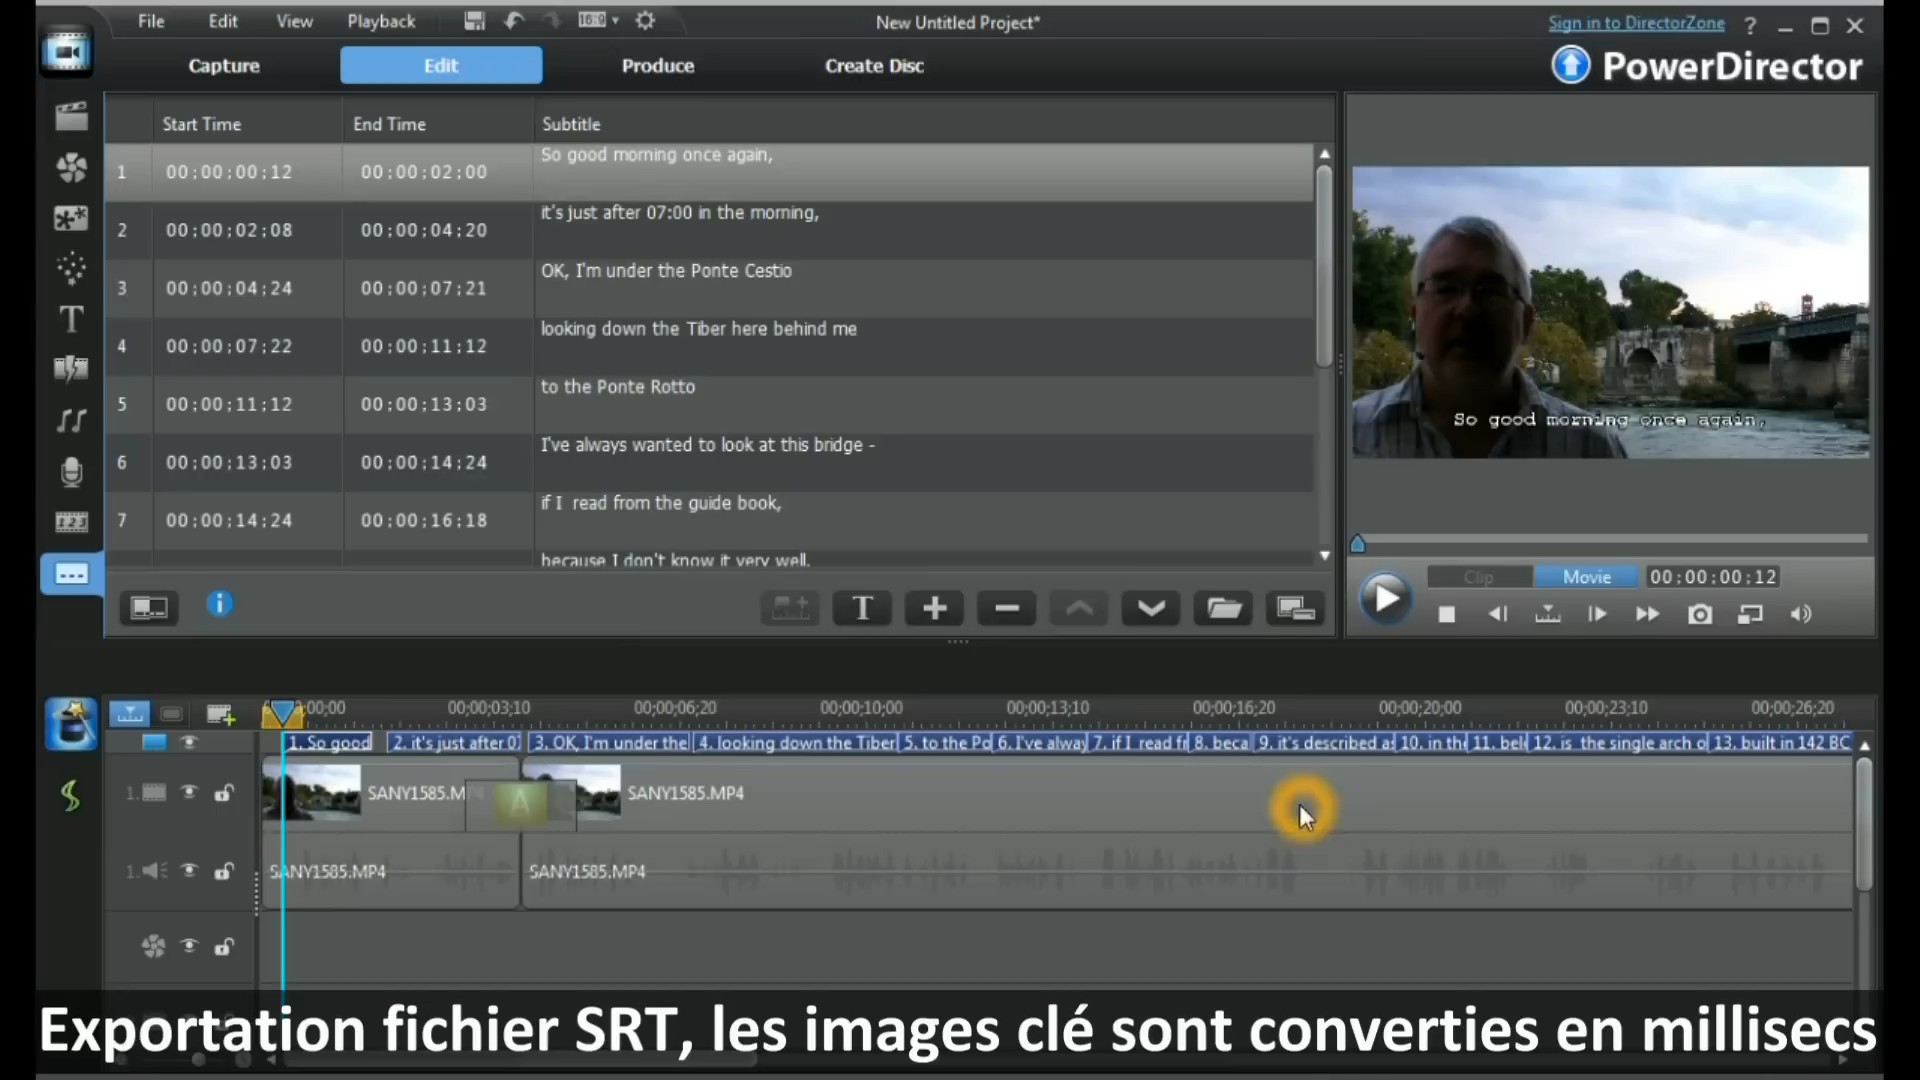 File Edit View Playback
New Untitled Project*
Sign in to DirectorZone ?
Capture Edit Produce Create Disc
PowerDirector
Start Time End Time Subtitle
1 00;00;00;12 00;00;02;00 So good morning once again,
2 00;00;02;08 00;00;04;20 it's just after 07:00 in the morning,
3 00;00;04;24 00;00;07;21 OK, I'm under the Ponte Cestio
4 00;00;07;22 00;00;11;12 looking down the Tiber here behind me
5 00;00;11;12 00;00;13;03 to the Ponte Rotto
6 00;00;13;03 00;00;14;24 I've always wanted to look at this bridge -
7 00;00;14;24 00;00;16;18 if I  read from the guide book,
because I don't know it very well.
So good morning once again,
Clip Movie 00;00;00;12
00;00 00;00;03;10 00;00;06;20 00;00;10;00 00;00;13;10 00;00;16;20 00;00;20;00 00;00;23;10 00;00;26;20
1. So good 2. it's just after 0 3. OK, I'm under the 4. looking down the Tiber 5. to the Po 6. I've alway 7. if I read f 8. beca 9. it's described a 10. in th 11. bel 12. is the single arch o 13. built in 142 BC
1. SANY1585.M A SANY1585.MP4
1. SANY1585.MP4 SANY1585.MP4
Exportation fichier SRT, les images clé sont converties en millisecs